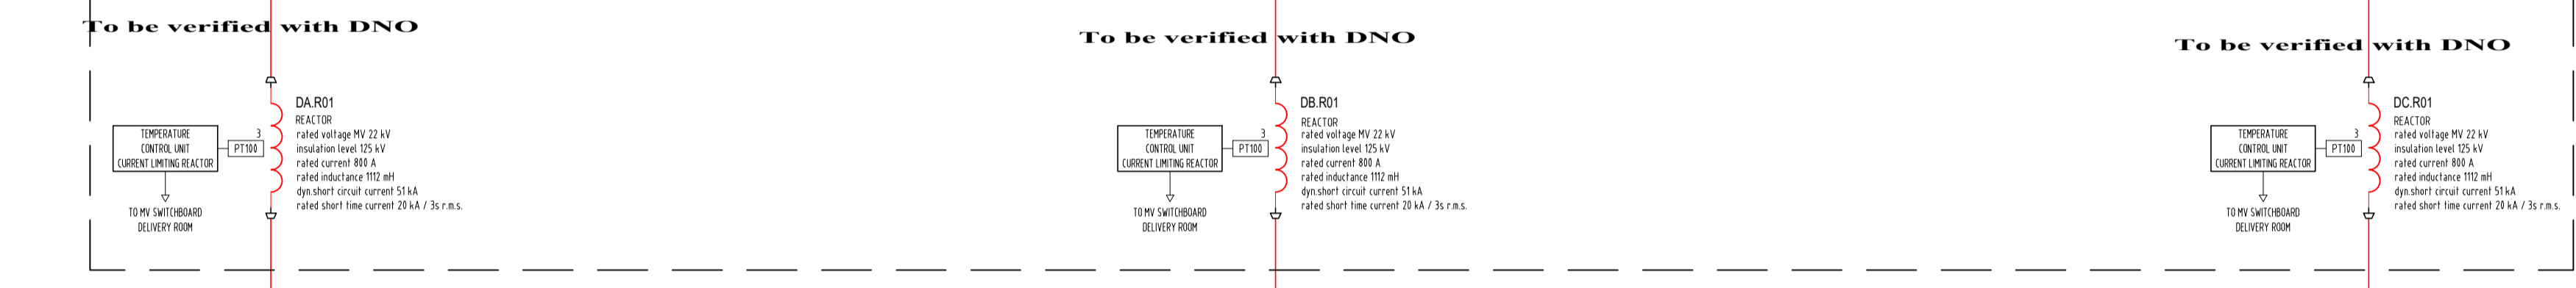 To be verified with DNO
DA.R01
REACTOR
rated voltage MV 22 kV
insulation level 125 kV
rated current 800 A
rated inductance 1112 mH
dyn.short circuit current 51 kA
rated short time current 20 kA / 3s r.m.s.
3
PT100
TEMPERATURE
CONTROL UNIT
CURRENT LIMITING REACTOR
TO MV SWITCHBOARD
DELIVERY ROOM
To be verified with DNO
DB.R01
REACTOR
rated voltage MV 22 kV
insulation level 125 kV
rated current 800 A
rated inductance 1112 mH
dyn.short circuit current 51 kA
rated short time current 20 kA / 3s r.m.s.
3
PT100
TEMPERATURE
CONTROL UNIT
CURRENT LIMITING REACTOR
TO MV SWITCHBOARD
DELIVERY ROOM
To be verified with DNO
DC.R01
REACTOR
rated voltage MV 22 kV
insulation level 125 kV
rated current 800 A
rated inductance 1112 mH
dyn.short circuit current 51 kA
rated short time current 20 kA / 3s r.m.s.
3
PT100
TEMPERATURE
CONTROL UNIT
CURRENT LIMITING REACTOR
TO MV SWITCHBOARD
DELIVERY ROOM